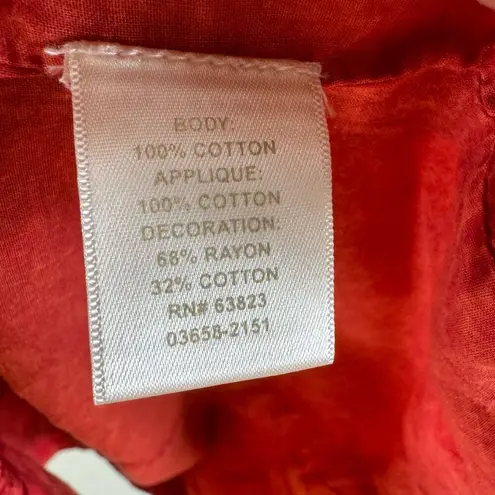 BODY:
100% COTTON
APPLIQUE:
100% COTTON
DECORATION:
68% RAYON
32% COTTON
RN# 63823
03658-2151